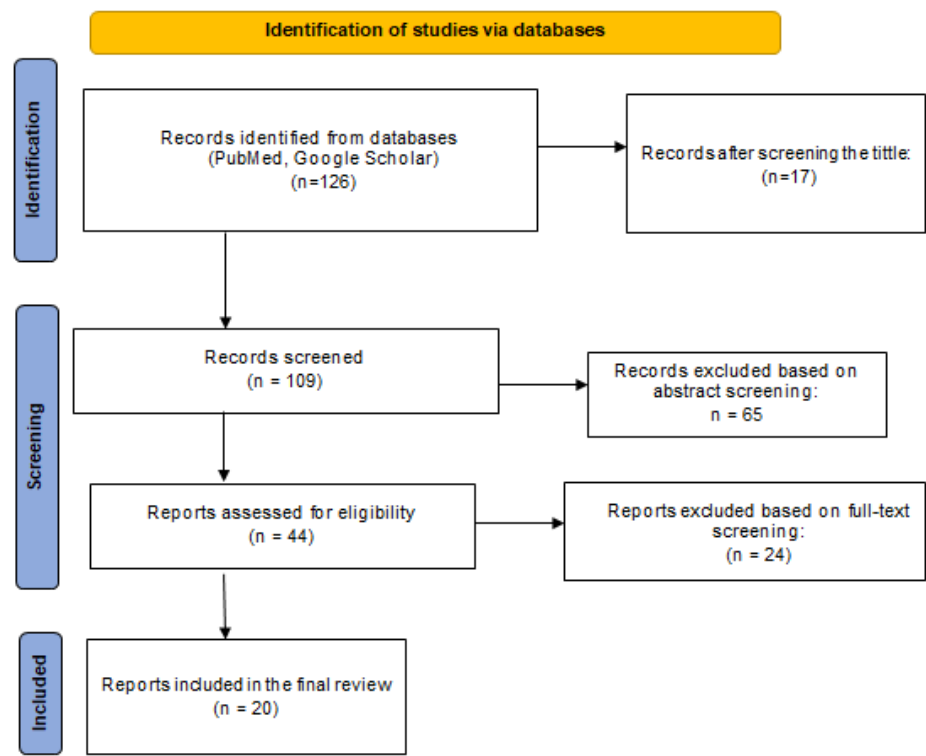 Identification of studies via databases
Identification
Records identified from databases
(PubMed, Google Scholar)
(n=126)
Records after screening the tittle:
(n=17)
Screening
Records screened
(n = 109)
Records excluded based on
abstract screening:
n = 65
Reports assessed for eligibility
(n = 44)
Reports excluded based on full-text
screening:
(n = 24)
Included
Reports included in the final review
(n = 20)